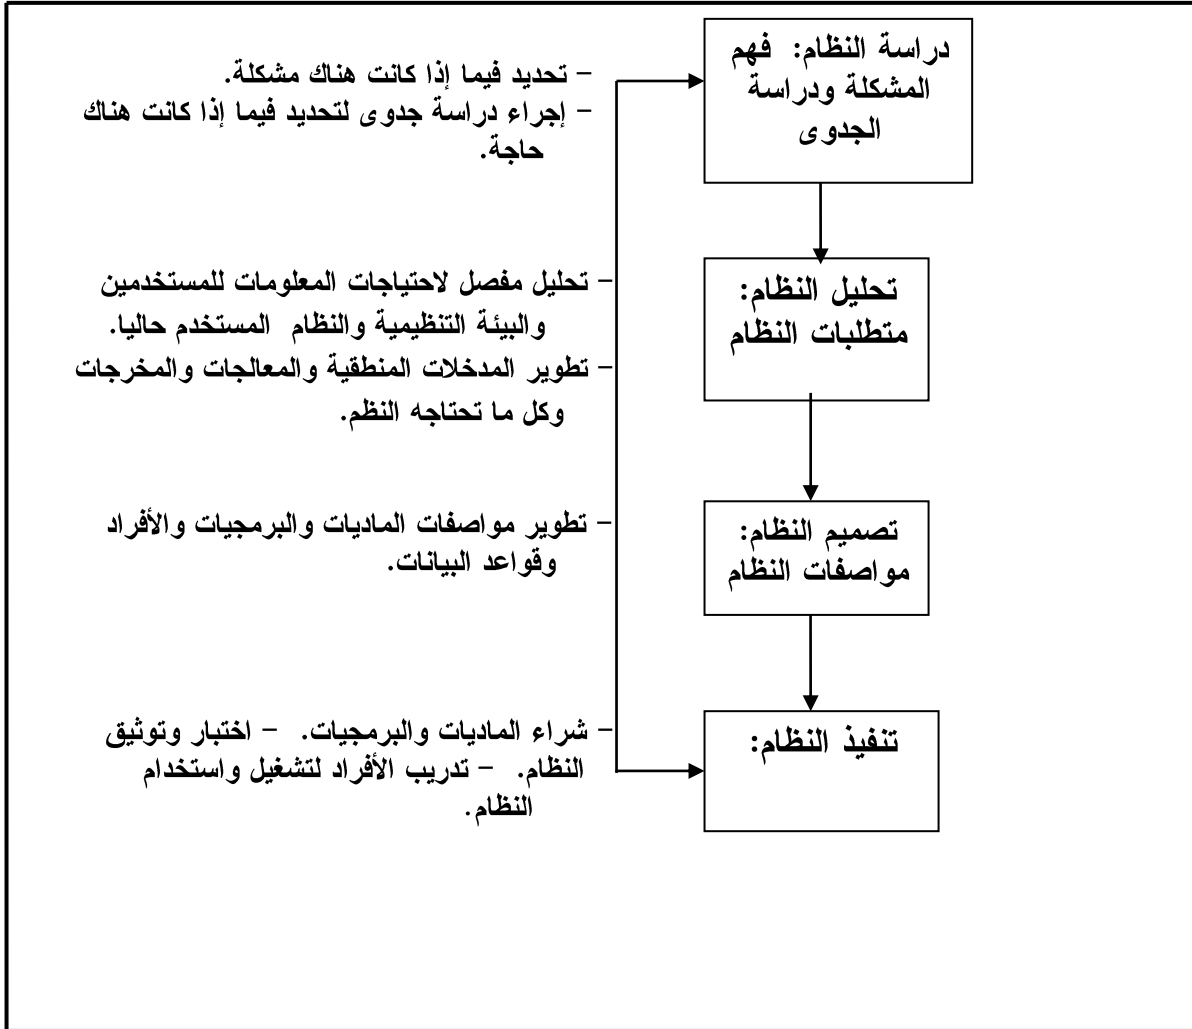 دراسة النظام: فهم
المشكلة ودراسة
الجدوى
- تحديد فيما إذا كانت هناك مشكلة.
- إجراء دراسة جدوى لتحديد فيما إذا كانت هناك
حاجة.
تحليل النظام:
متطلبات النظام
- تحليل مفصل لاحتياجات المعلومات للمستخدمين
والبيئة التنظيمية والنظام المستخدم حاليا.
- تطوير المدخلات المنطقية والمعالجات والمخرجات
وكل ما تحتاجه النظم.
تصميم النظام:
مواصفات النظام
- تطوير مواصفات الماديات والبرمجيات والأفراد
وقواعد البيانات.
تنفيذ النظام:
- شراء الماديات والبرمجيات. - اختبار وتوثيق
النظام. - تدريب الأفراد لتشغيل واستخدام
النظام.